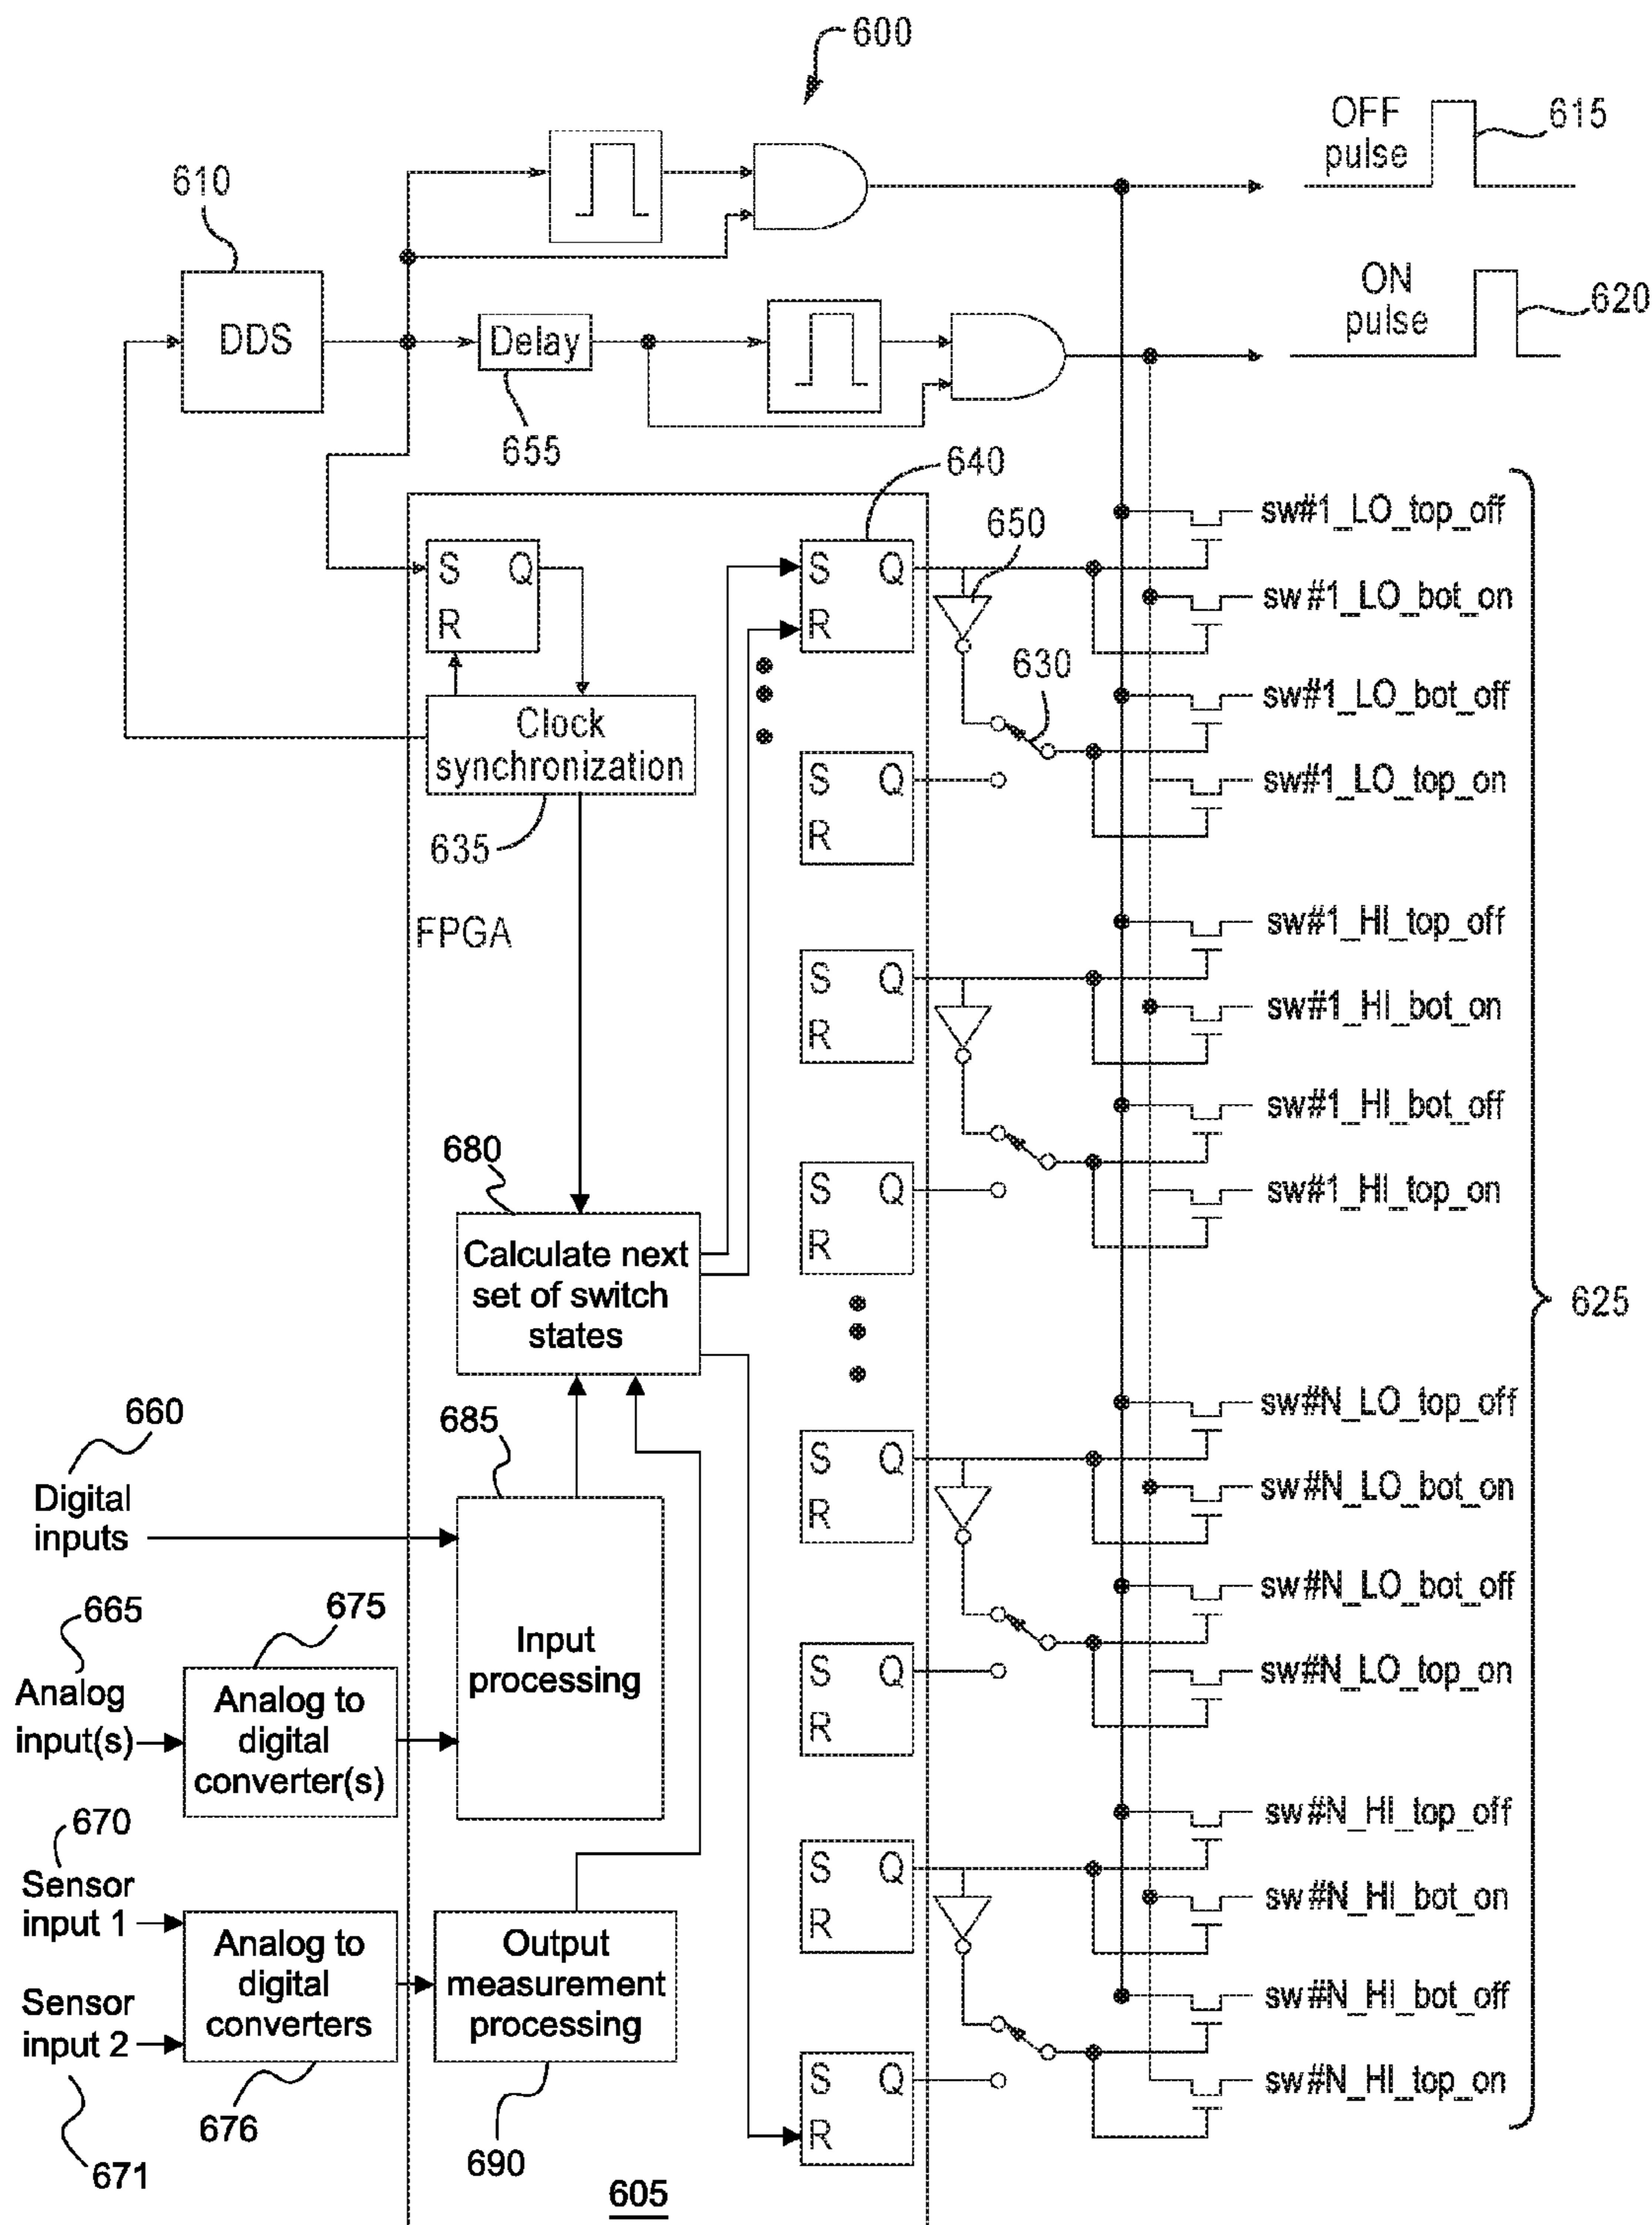 600
OFF
pulse
615
610
DDS
ON
pulse
620
Delay
655
640
650
S Q
R
S Q
R
630
Clock
synchronization
635
S Q
R
FPGA
S Q
R
S Q
R
680
Calculate next
set of switch
states
660
Digital
inputs
685
Input
processing
665
Analog
input(s)
675
Analog to
digital
converter(s)
670
Sensor
input 1
Sensor
input 2
671
Analog to
digital
converters
676
Output
measurement
processing
690
S Q
R
S Q
R
S Q
R
S Q
R
605
sw#1_LO_top_off
sw#1_LO_bot_on
sw#1_LO_bot_off
sw#1_LO_top_on
sw#1_HI_top_off
sw#1_HI_bot_on
sw#1_HI_bot_off
sw#1_HI_top_on
625
sw#N_LO_top_off
sw#N_LO_bot_on
sw#N_LO_bot_off
sw#N_LO_top_on
sw#N_HI_top_off
sw#N_HI_bot_on
sw#N_HI_bot_off
sw#N_HI_top_on